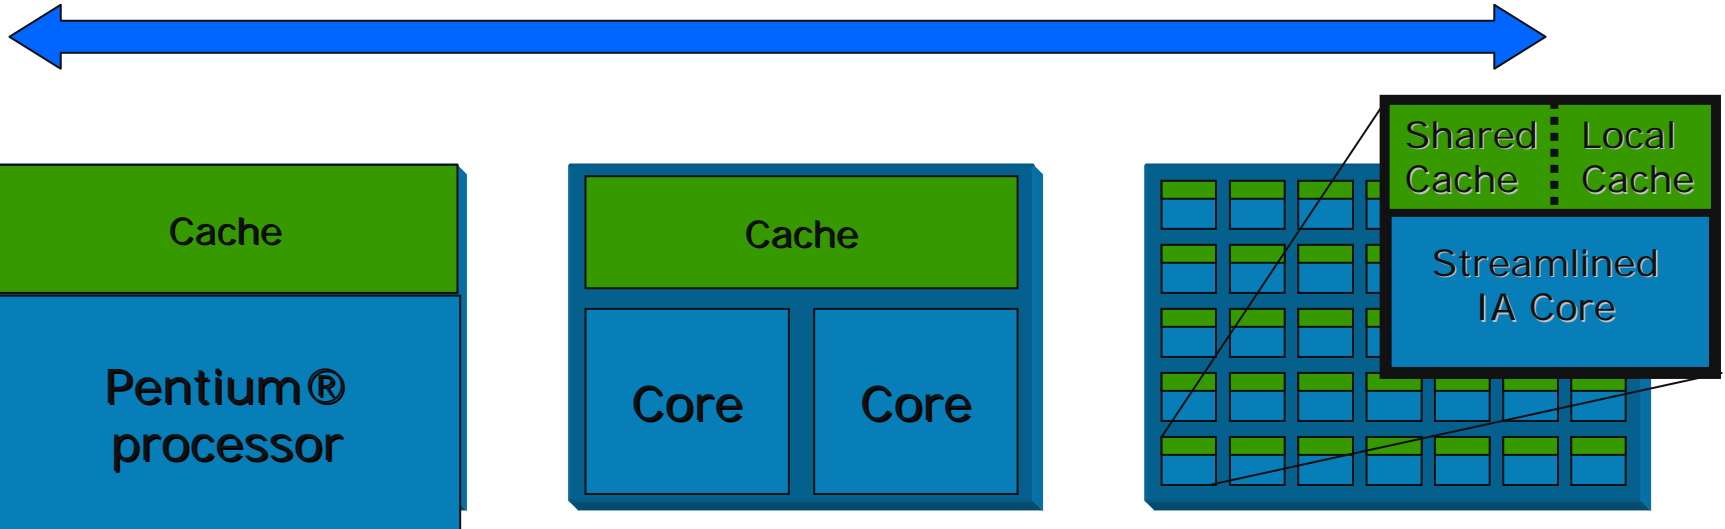 Cache
Pentium®
processor
Cache
Core
Core
Shared
Cache
Local
Cache
Streamlined
IA Core